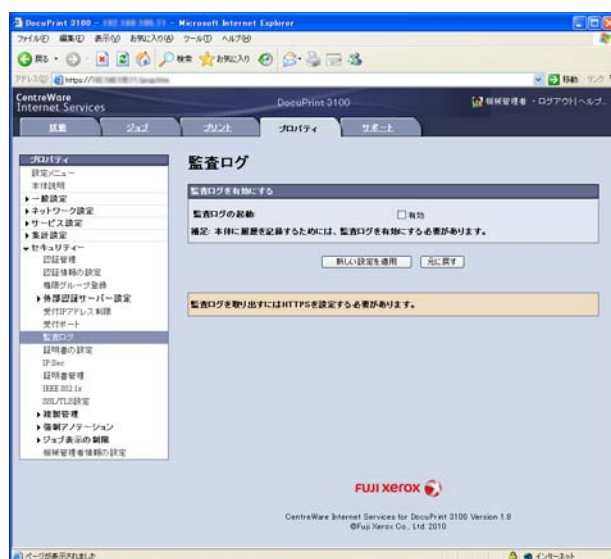 DocuPrint 3100 - - Microsoft Internet Explorer
ファイル(F) 編集(E) 表示(V) お気に入り(A) ツール(T) ヘルプ(H)
戻る 検索 お気に入り
アドレス(D) https:// 移動 リンク
CentreWare
Internet Services
DocuPrint 3100
機械管理者 - ログアウト ヘルプ
状態 ジョブ プリント プロパティ サポート
プロパティ
設定メニュー
本体説明
一般設定
ネットワーク設定
サービス設定
集計設定
セキュリティー
認証管理
認証情報の設定
権限グループ登録
外部認証サーバー設定
受付IPアドレス制限
受付ポート
監査ログ
証明書の設定
IP Sec
証明書管理
IEEE 802.1x
SSL/TLS設定
複製管理
強制アノテーション
ジョブ表示の制限
機械管理者情報の設定
監査ログ
監査ログを有効にする
監査ログの起動: 有効
補足: 本体に履歴を記録するためには、監査ログを有効にする必要があります。
新しい設定を適用 元に戻す
監査ログを取り出すにはHTTPSを設定する必要があります。
FUJI xerox
CentreWare Internet Services for DocuPrint 3100 Version 1.8
©Fuji Xerox Co., Ltd. 2010
ページが表示されました
インターネット